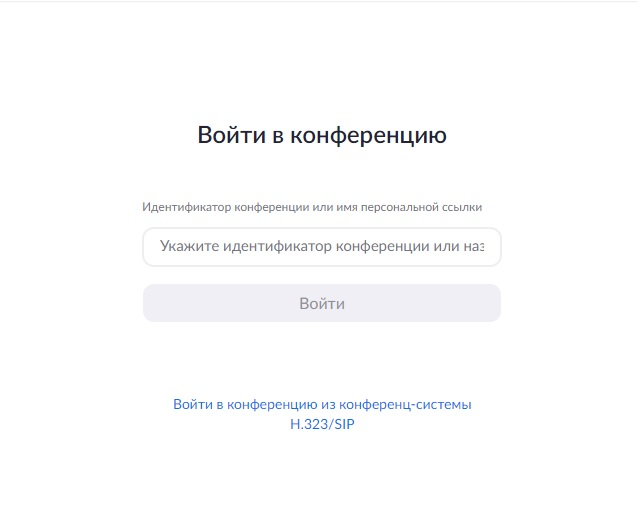 Войти в конференцию
Идентификатор конференции или имя персональной ссылки
Укажите идентификатор конференции или наз
Войти
Войти в конференцию из конференц-системы
H.323/SIP